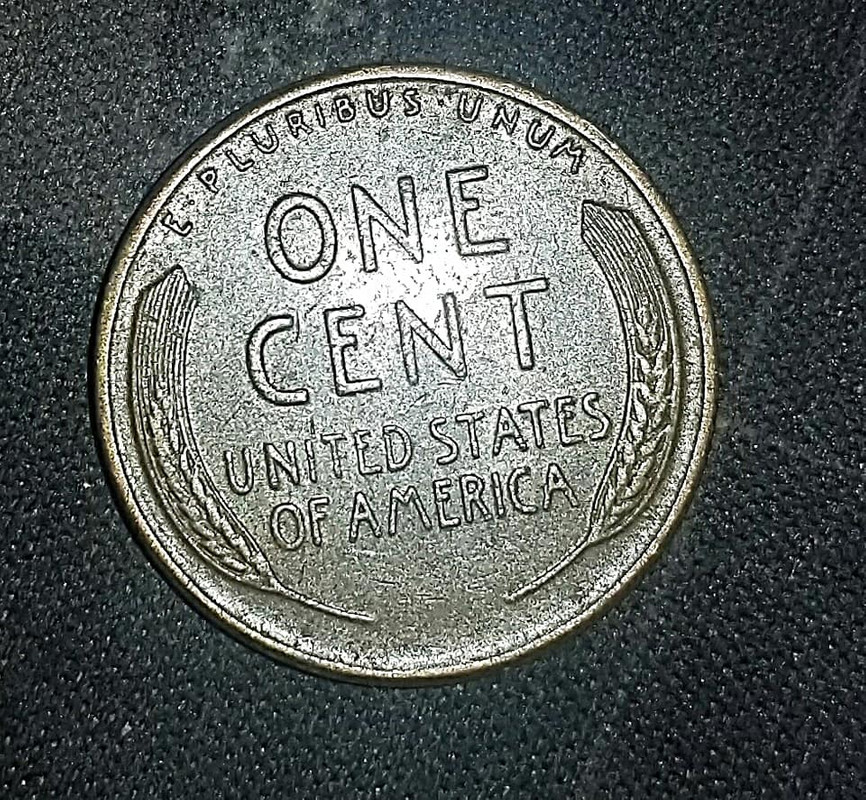 E·PLURIBUS·UNUM
ONE
CENT
UNITED STATES
OF AMERICA